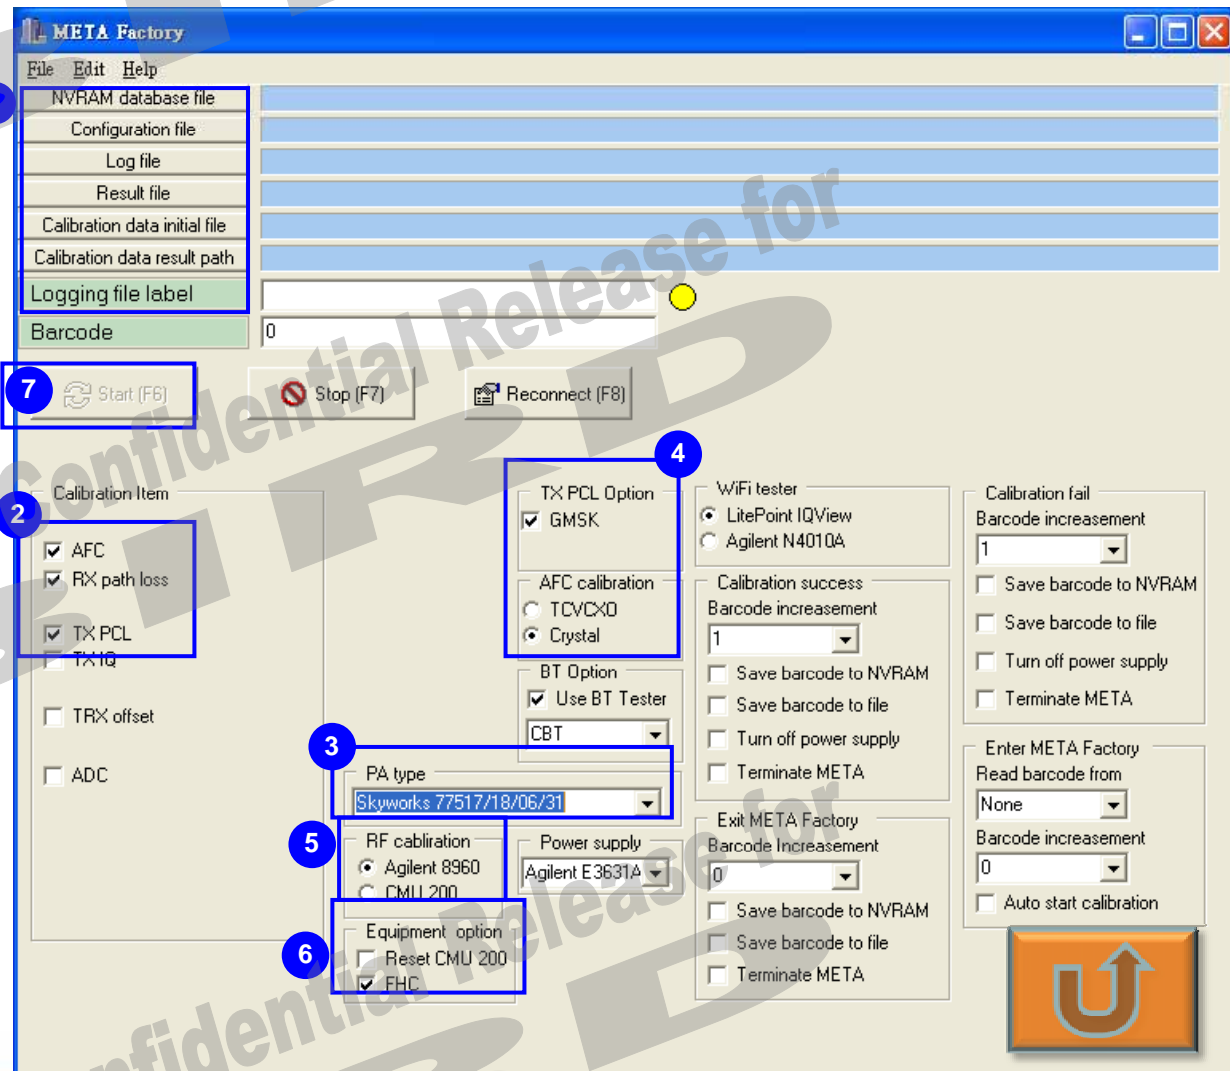 META Factory
File Edit Help
NVRAM database file
Configuration file
Log file
Result file
Calibration data initial file
Calibration data result path
Logging file label
Barcode
0
7
Start (F6)
Stop (F7)
Reconnect (F8)
Confidential Release for
2
Calibration Item
AFC
RX path loss
TX PCL
TX IQ
TRX offset
ADC
4
TX PCL Option
GMSK
AFC calibration
TCVCXO
Crystal
BT Option
Use BT Tester
CBT
3
PA type
Skyworks 77517/18/06/31
5
RF cabliration
Agilent 8960
CMU 200
Power supply
Agilent E3631A
6
Equipment option
Reset CMU 200
FHC
WiFi tester
LitePoint IQView
Agilent N4010A
Calibration success
Barcode increasement
1
Save barcode to NVRAM
Save barcode to file
Turn off power supply
Terminate META
Exit META Factory
Barcode Increasement
0
Save barcode to NVRAM
Save barcode to file
Terminate META
Calibration fail
Barcode increasement
1
Save barcode to NVRAM
Save barcode to file
Turn off power supply
Terminate META
Enter META Factory
Read barcode from
None
Barcode increasement
0
Auto start calibration
Confidential Release for